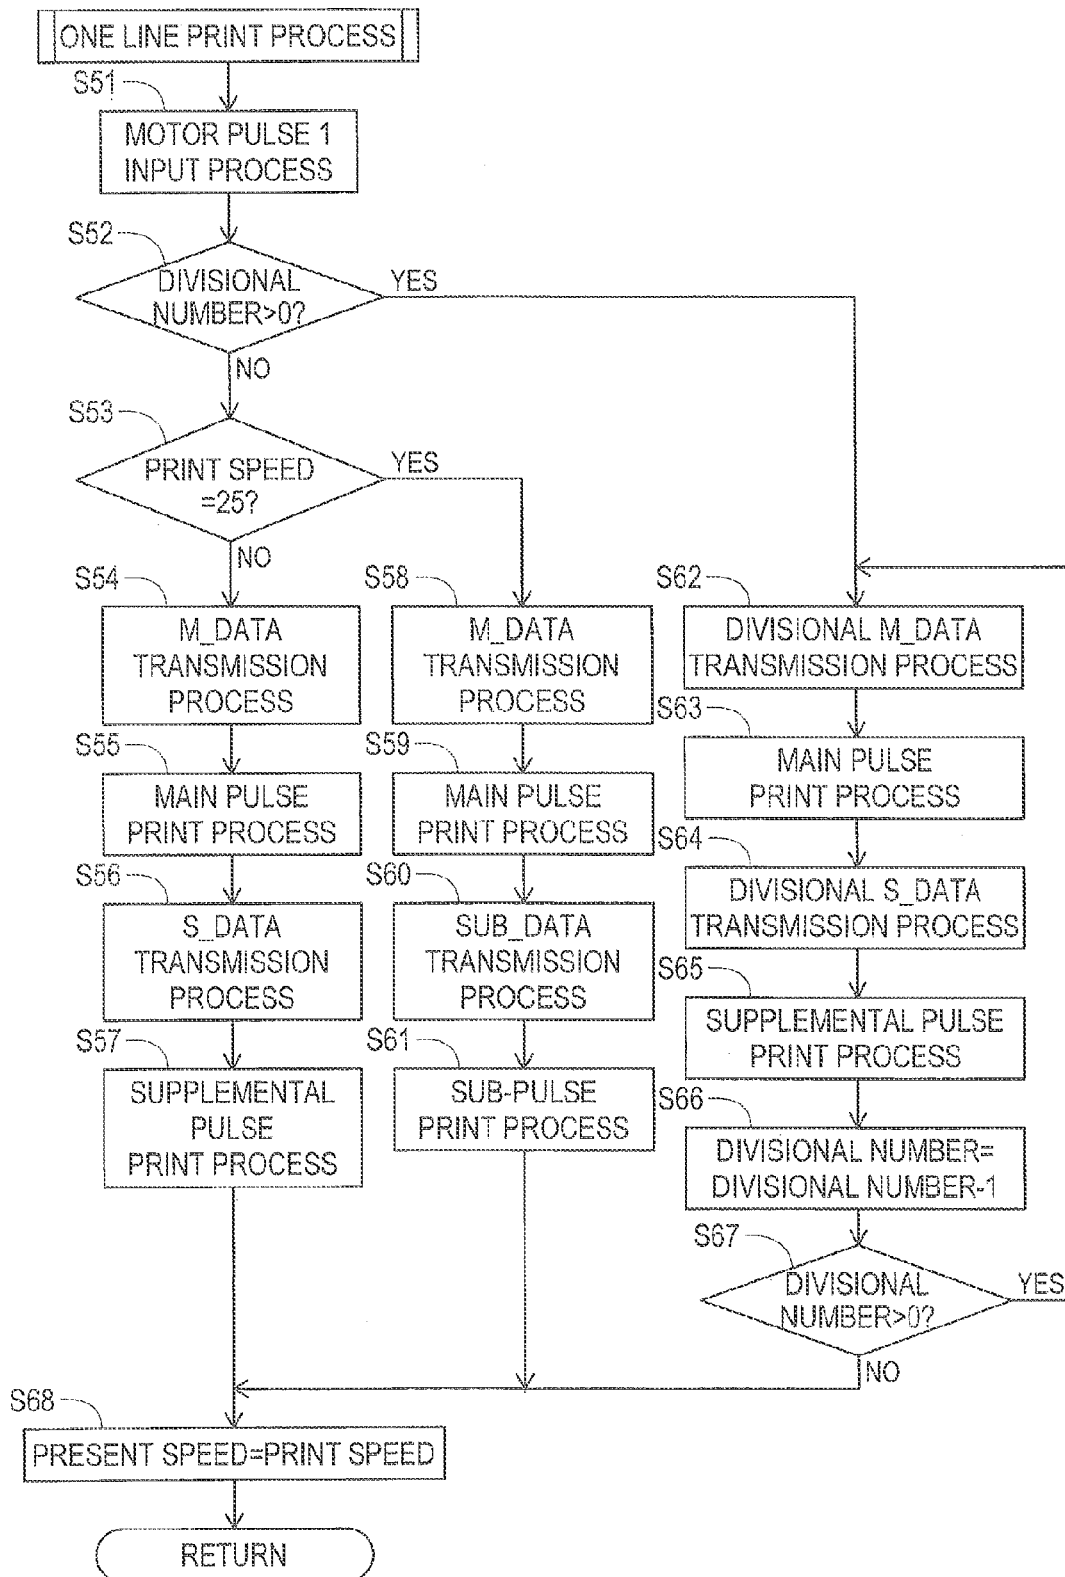 ONE LINE PRINT PROCESS
S51
MOTOR PULSE 1
INPUT PROCESS
S52
DIVISIONAL
NUMBER>0?
YES
NO
S53
PRINT SPEED
=25?
YES
NO
S54
M_DATA
TRANSMISSION
PROCESS
S55
MAIN PULSE
PRINT PROCESS
S56
S_DATA
TRANSMISSION
PROCESS
S57
SUPPLEMENTAL
PULSE
PRINT PROCESS
S58
M_DATA
TRANSMISSION
PROCESS
S59
MAIN PULSE
PRINT PROCESS
S60
SUB_DATA
TRANSMISSION
PROCESS
S61
SUB-PULSE
PRINT PROCESS
S62
DIVISIONAL M_DATA
TRANSMISSION PROCESS
S63
MAIN PULSE
PRINT PROCESS
S64
DIVISIONAL S_DATA
TRANSMISSION PROCESS
S65
SUPPLEMENTAL PULSE
PRINT PROCESS
S66
DIVISIONAL NUMBER=
DIVISIONAL NUMBER-1
S67
DIVISIONAL
NUMBER>0?
YES
NO
S68
PRESENT SPEED=PRINT SPEED
RETURN